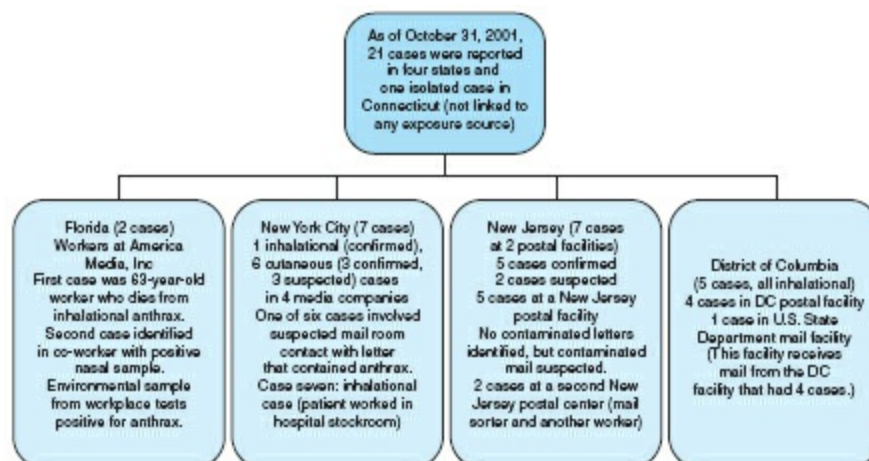 As of October 31, 2001,
21 cases were reported
in four states and
one isolated case in
Connecticut (not linked to
any exposure source)
Florida (2 cases)
Workers at America
Media, Inc
First case was 63-year-old
worker who dies from
inhalational anthrax.
Second case identified
in co-worker with positive
nasal sample.
Environmental sample
from workplace tests
positive for anthrax.
New York City (7 cases)
1 inhalational (confirmed),
6 cutaneous (3 confirmed,
3 suspected) cases
in 4 media companies
One of six cases involved
suspected mail room
contact with letter
that contained anthrax.
Case seven: inhalational
case (patient worked in
hospital stockroom)
New Jersey (7 cases
at 2 postal facilities)
5 cases confirmed
2 cases suspected
5 cases at a New Jersey
postal facility
No contaminated letters
identified, but contaminated
mail suspected.
2 cases at a second New
Jersey postal center (mail
sorter and another worker)
District of Columbia
(5 cases, all inhalational)
4 cases in DC postal facility
1 case in U.S. State
Department mail facility
(This facility receives
mail from the DC
facility that had 4 cases.)